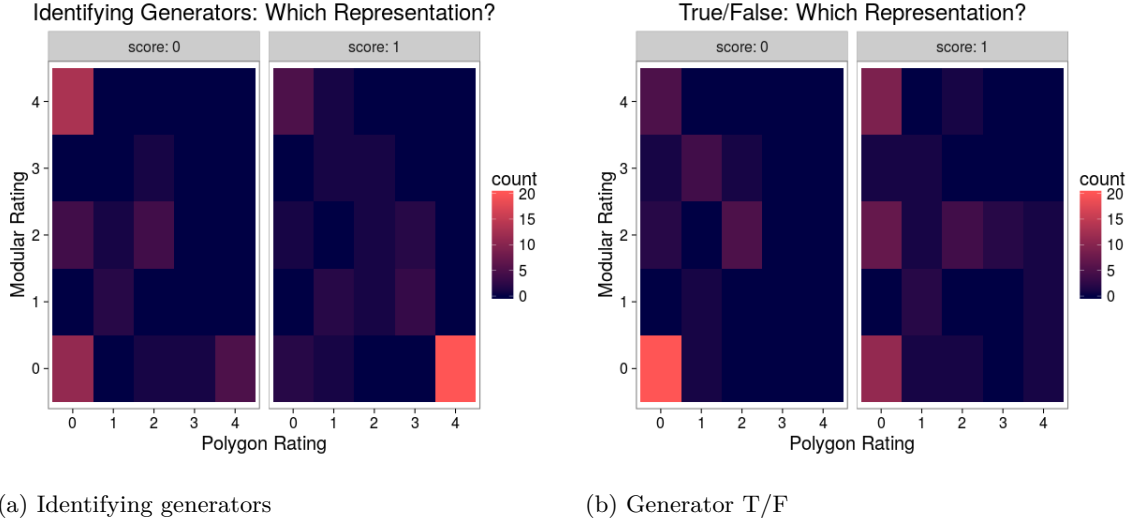 Identifying Generators: Which Representation?
score: 0
score: 1
Modular Rating
4
3
2
1
0
0 1 2 3 4
0 1 2 3 4
Polygon Rating
count
20
15
10
5
0
(a) Identifying generators
True/False: Which Representation?
score: 0
score: 1
Modular Rating
4
3
2
1
0
0 1 2 3 4
0 1 2 3 4
Polygon Rating
count
20
15
10
5
0
(b) Generator T/F